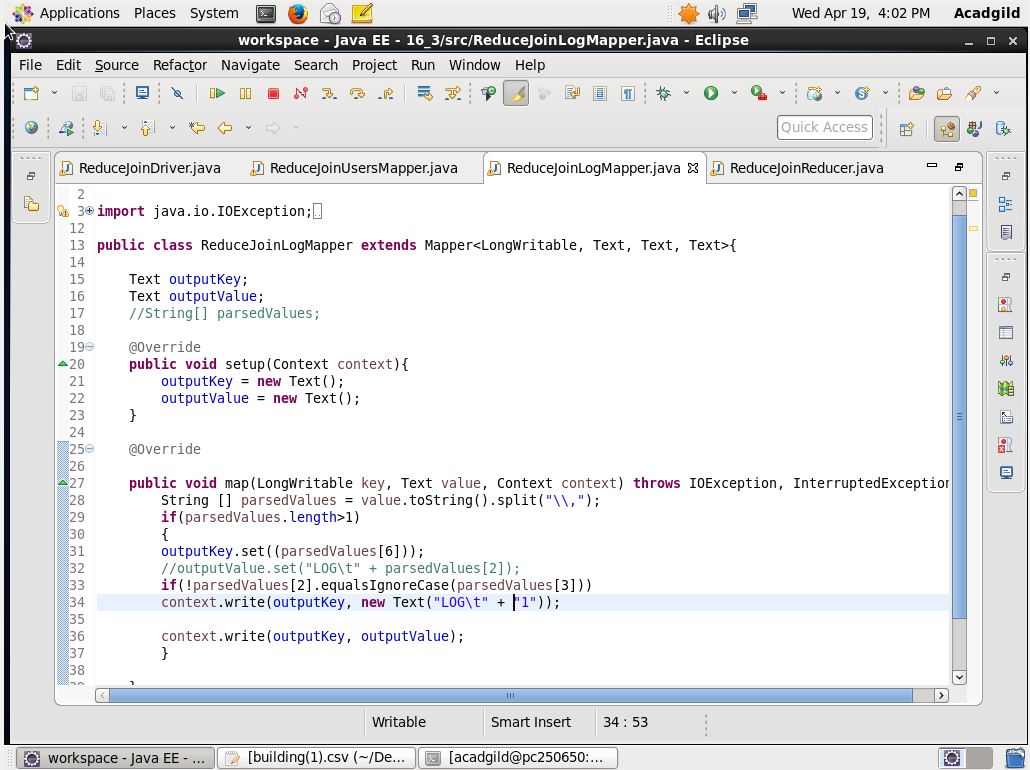 Applications Places System Wed Apr 19, 4:02 PM Acadgild
workspace - Java EE - 16_3/src/ReduceJoinLogMapper.java - Eclipse
File Edit Source Refactor Navigate Search Project Run Window Help
Quick Access
ReduceJoinDriver.java ReduceJoinUsersMapper.java ReduceJoinLogMapper.java ReduceJoinReducer.java
2
3 import java.io.IOException;
12
13 public class ReduceJoinLogMapper extends Mapper<LongWritable, Text, Text, Text>{
14
15 Text outputKey;
16 Text outputValue;
17 //String[] parsedValues;
18
19 @Override
20 public void setup(Context context){
21 outputKey = new Text();
22 outputValue = new Text();
23 }
24
25 @Override
26
27 public void map(LongWritable key, Text value, Context context) throws IOException, InterruptedException
28 String [] parsedValues = value.toString().split("\\,");
29 if(parsedValues.length>1)
30 {
31 outputKey.set((parsedValues[6]));
32 //outputValue.set("LOG\t" + parsedValues[2]);
33 if(!parsedValues[2].equalsIgnoreCase(parsedValues[3]))
34 context.write(outputKey, new Text("LOG\t" + "1"));
35
36 context.write(outputKey, outputValue);
37 }
38
Writable Smart Insert 34 : 53
workspace - Java EE - ... [building(1).csv (~/De... [acadgild@pc250650:...